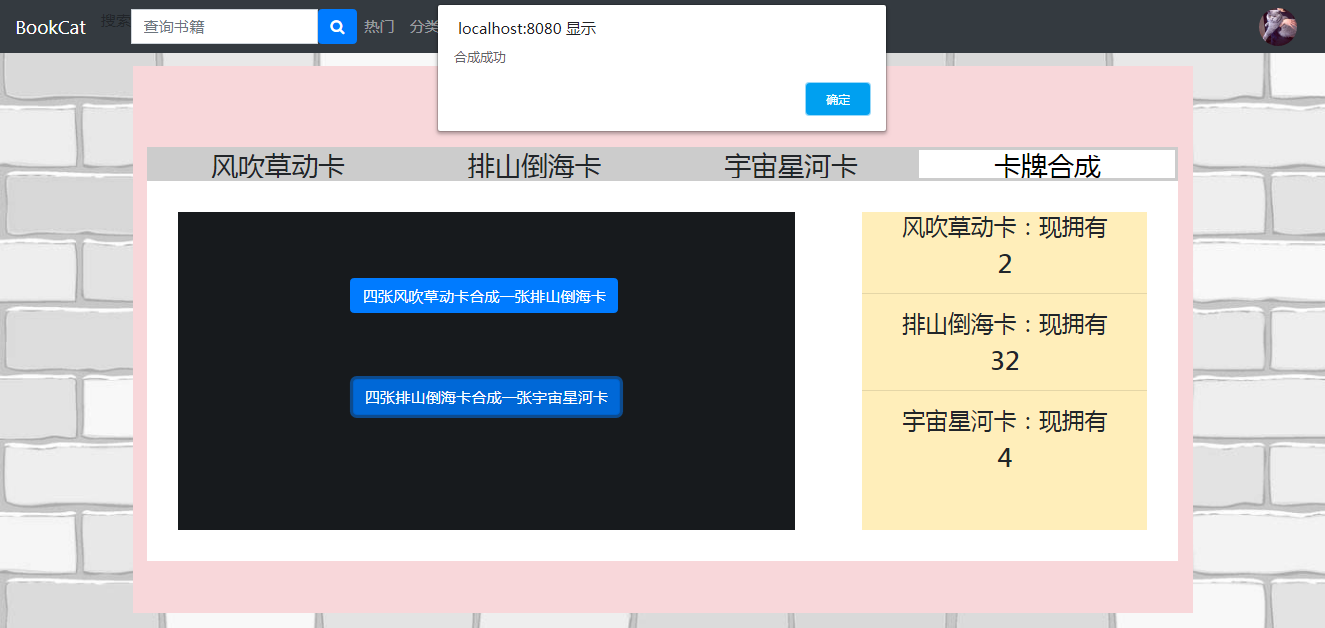 BookCat
搜索
查询书籍
热门
分类
localhost:8080 显示
合成成功
确定
风吹草动卡
排山倒海卡
宇宙星河卡
卡牌合成
四张风吹草动卡合成一张排山倒海卡
四张排山倒海卡合成一张宇宙星河卡
风吹草动卡：现拥有
2
排山倒海卡：现拥有
32
宇宙星河卡：现拥有
4